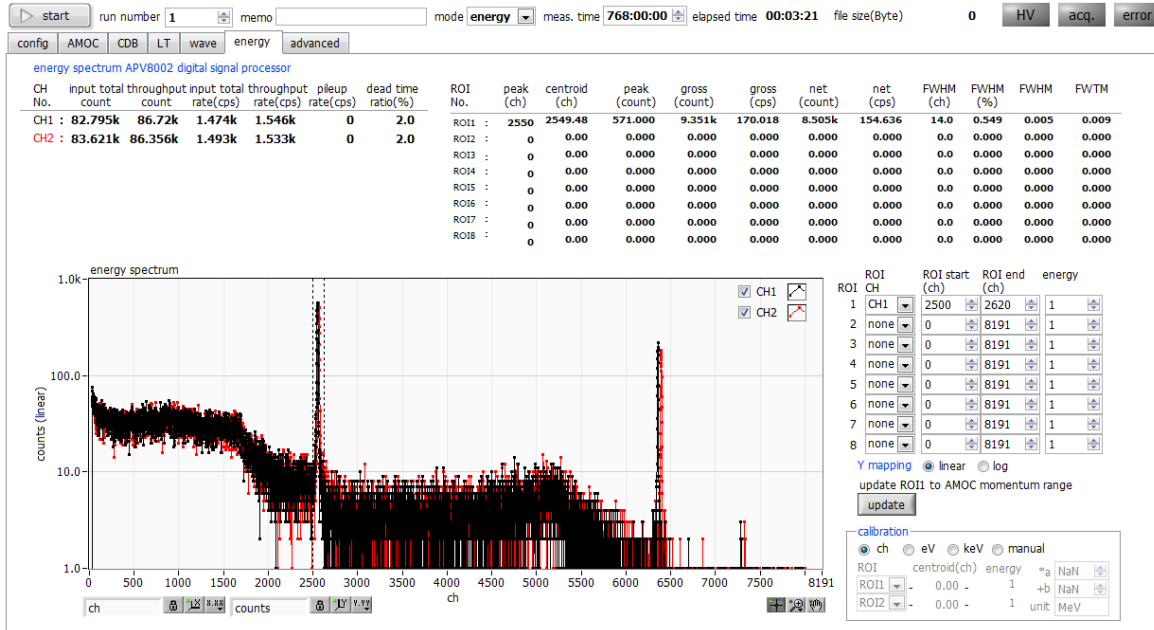 start run number 1 memo mode energy meas. time 768:00:00 elapsed time 00:03:21 file size(Byte) 0 HV acq. error
config AMOC CDB LT wave energy advanced
energy spectrum APV8002 digital signal processor
CH input total throughput input total throughput pileup dead time
No. count count rate(cps) rate(cps) rate(cps) ratio(%)
CH1 : 82.795k 86.72k 1.474k 1.546k 0 2.0
CH2 : 83.621k 86.356k 1.493k 1.533k 0 2.0
ROI peak centroid peak gross gross net net FWHM FWHM FWHM FWTM
No. (ch) (ch) (count) (count) (cps) (count) (cps) (ch) (%)
ROI1 : 2550 2549.48 571.000 9.351k 170.018 8.505k 154.636 14.0 0.549 0.005 0.009
ROI2 : 0 0.00 0.000 0.000 0.000 0.000 0.000 0.0 0.000 0.000 0.000
ROI3 : 0 0.00 0.000 0.000 0.000 0.000 0.000 0.0 0.000 0.000 0.000
ROI4 : 0 0.00 0.000 0.000 0.000 0.000 0.000 0.0 0.000 0.000 0.000
ROI5 : 0 0.00 0.000 0.000 0.000 0.000 0.000 0.0 0.000 0.000 0.000
ROI6 : 0 0.00 0.000 0.000 0.000 0.000 0.000 0.0 0.000 0.000 0.000
ROI7 : 0 0.00 0.000 0.000 0.000 0.000 0.000 0.0 0.000 0.000 0.000
ROI8 : 0 0.00 0.000 0.000 0.000 0.000 0.000 0.0 0.000 0.000 0.000
energy spectrum
1.0k
100.0
10.0
1.0
counts (linear)
CH1
CH2
0 500 1000 1500 2000 2500 3000 3500 4000 4500 5000 5500 6000 6500 7000 7500 8191
ch
ch counts
ROI ROI start ROI end energy
ROI CH (ch) (ch)
1 CH1 2500 2620 1
2 none 0 8191 1
3 none 0 8191 1
4 none 0 8191 1
5 none 0 8191 1
6 none 0 8191 1
7 none 0 8191 1
8 none 0 8191 1
Y mapping linear log
update ROI1 to AMOC momentum range
update
calibration
ch eV keV manual
ROI centroid(ch) energy *a NaN
ROI1 - 0.00 - 1 +b NaN
ROI2 - 0.00 - 1 unit MeV